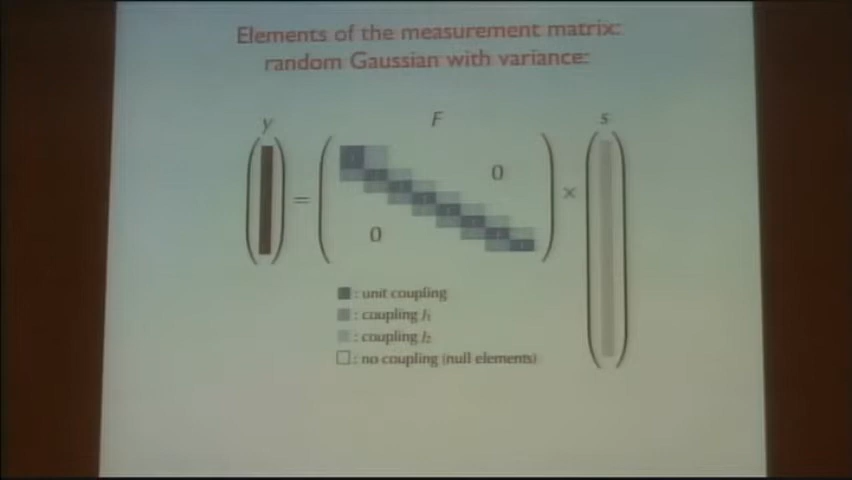 Elements of the measurement matrix:
random Gaussian with variance:
y F s
= ×
0
0
: unit coupling
: coupling J₁
: coupling J₂
: no coupling (null elements)